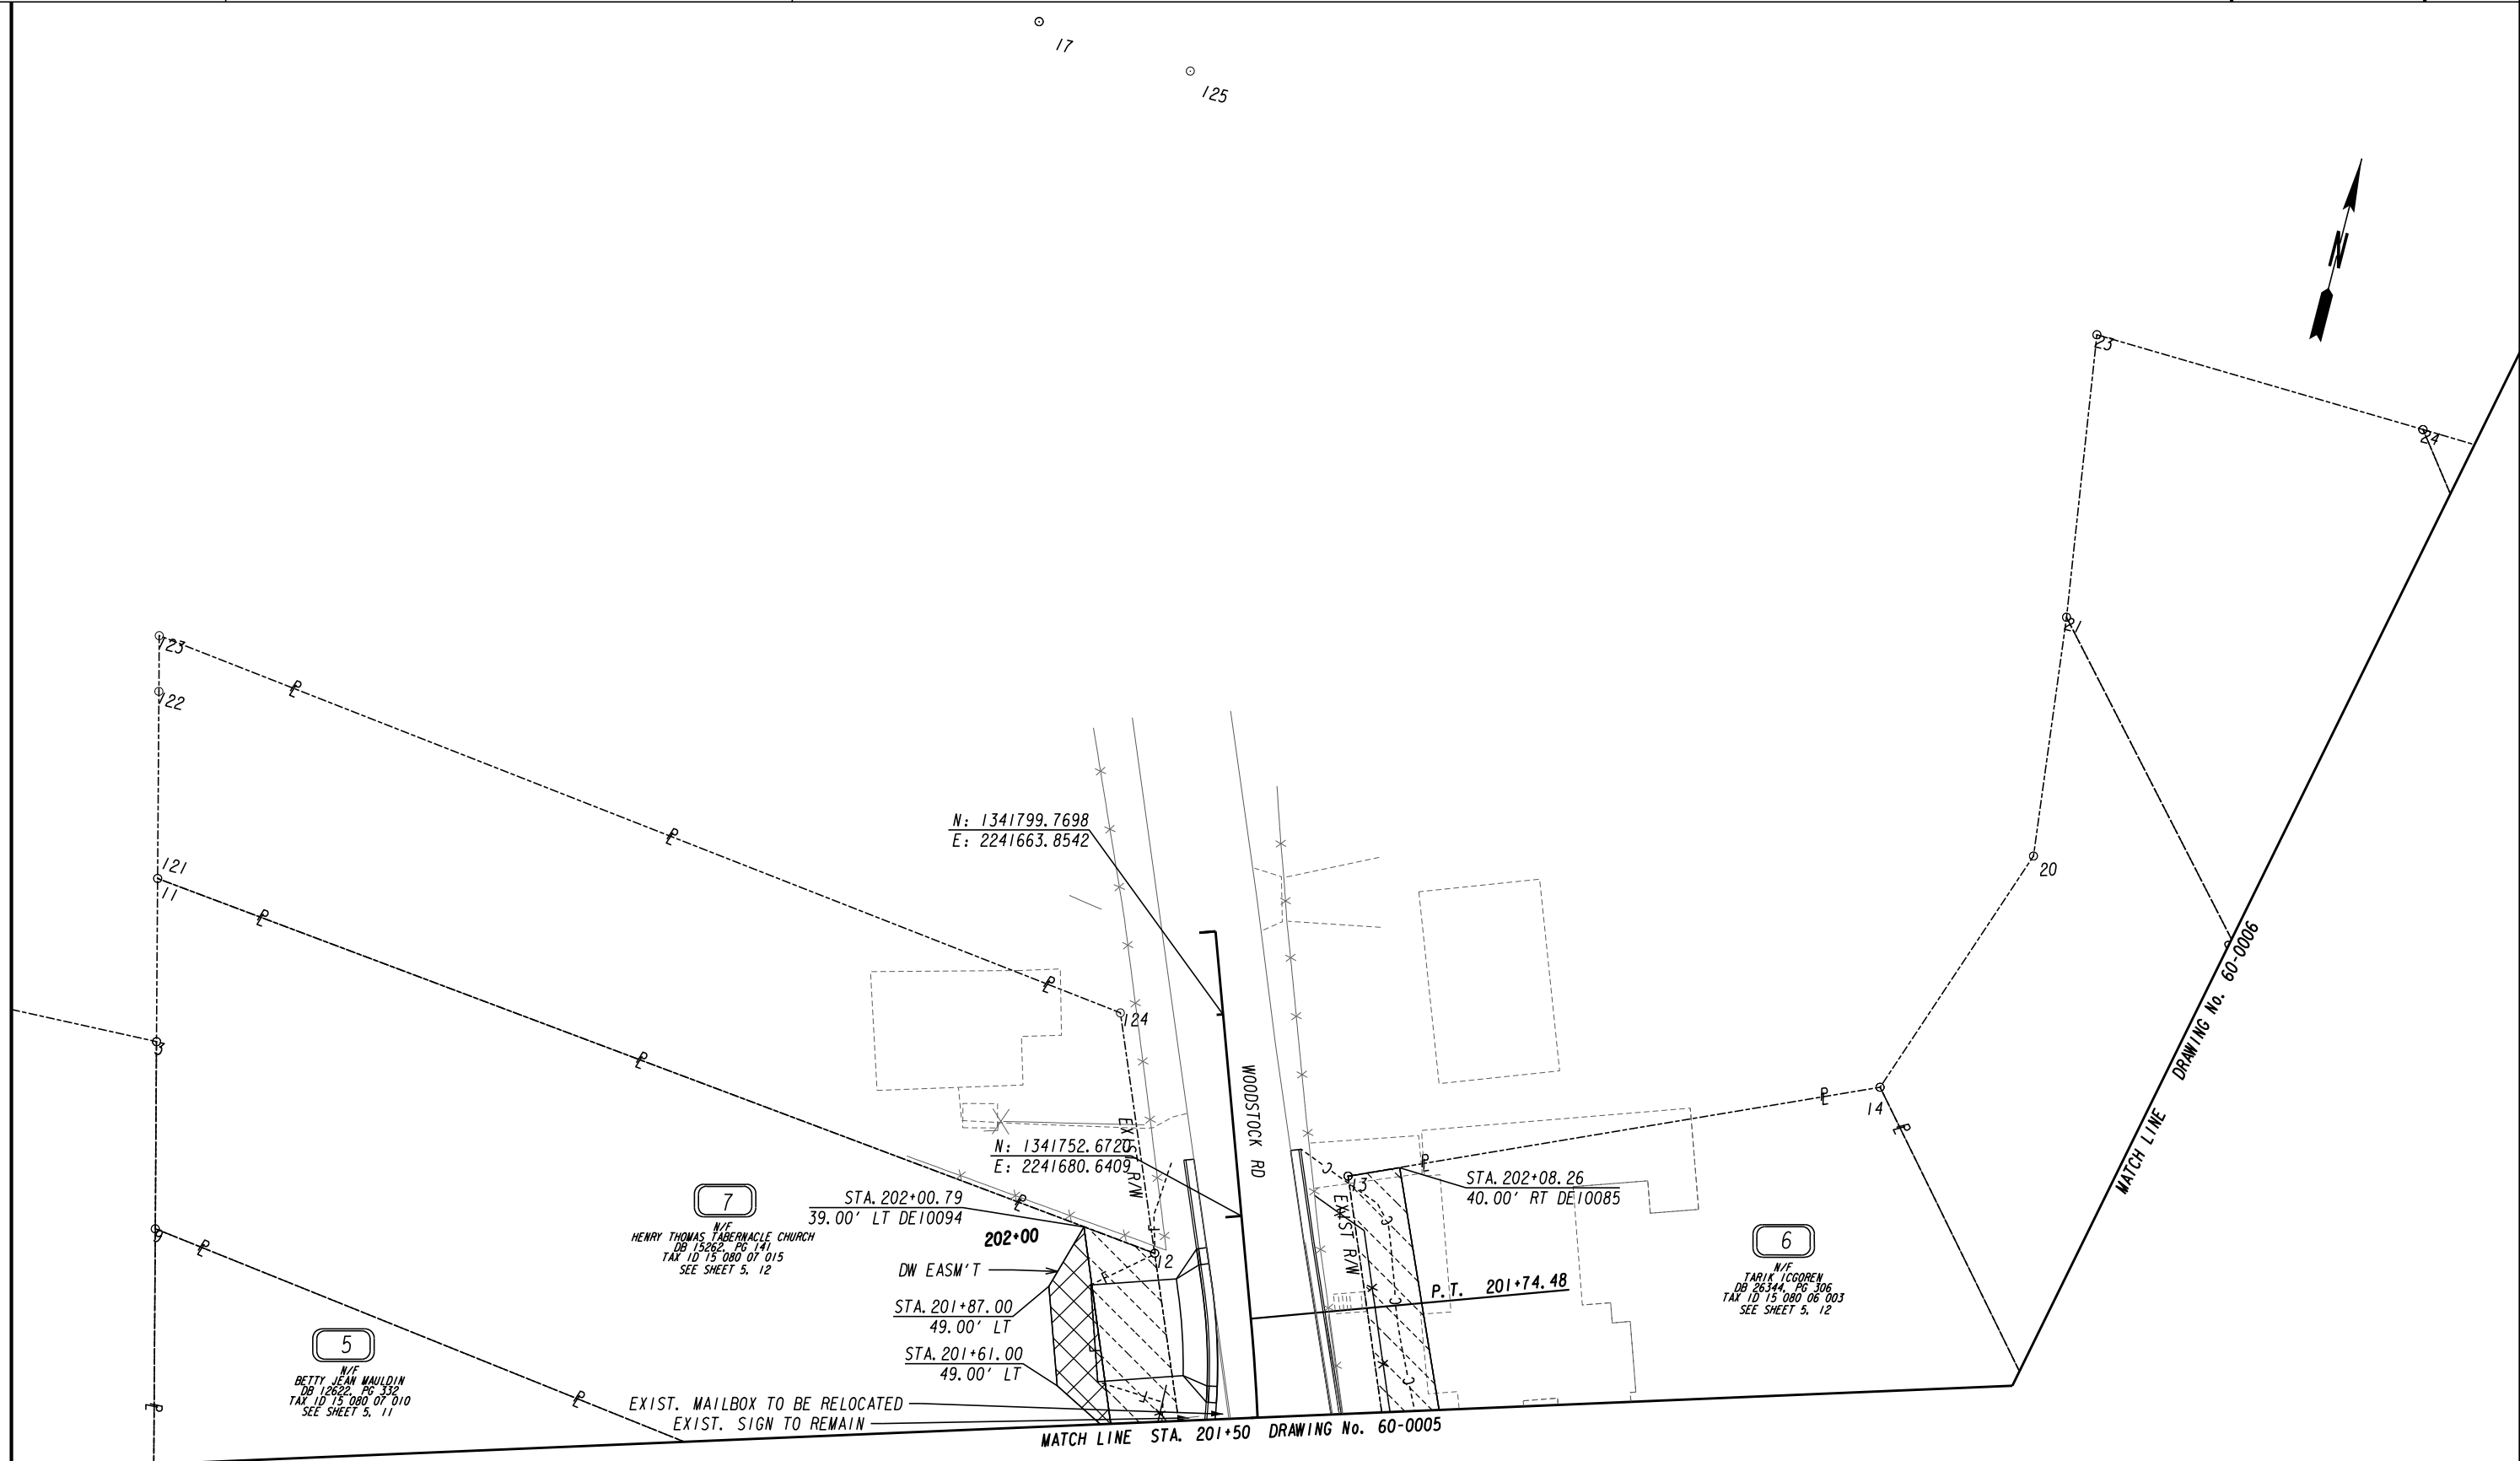 17
125
N
23
24
123
122
21
N: 1341799.7698
E: 2241663.8542
121
11
20
MATCH LINE DRAWING No. 60-0006
124
3
WOODSTOCK RD
14
EXIST R/W
N: 1341752.6720
E: 2241680.6409
STA. 202+08.26
40.00' RT DE10085
13
EXIST R/W
STA. 202+00.79
39.00' LT DE10094
202+00
12
7
N/F
HENRY THOMAS TABERNACLE CHURCH
DB 15262, PG 141
TAX ID 15 080 07 015
SEE SHEET 5, 12
9
DW EASM'T
6
N/F
TARIK ICGOREN
DB 26344, PG 306
TAX ID 15 080 06 003
SEE SHEET 5, 12
P.T. 201+74.48
STA. 201+87.00
49.00' LT
STA. 201+61.00
49.00' LT
5
N/F
BETTY JEAN MAULDIN
DB 12622, PG 332
TAX ID 15 080 07 010
SEE SHEET 5, 11
EXIST. MAILBOX TO BE RELOCATED
EXIST. SIGN TO REMAIN
MATCH LINE STA. 201+50 DRAWING No. 60-0005